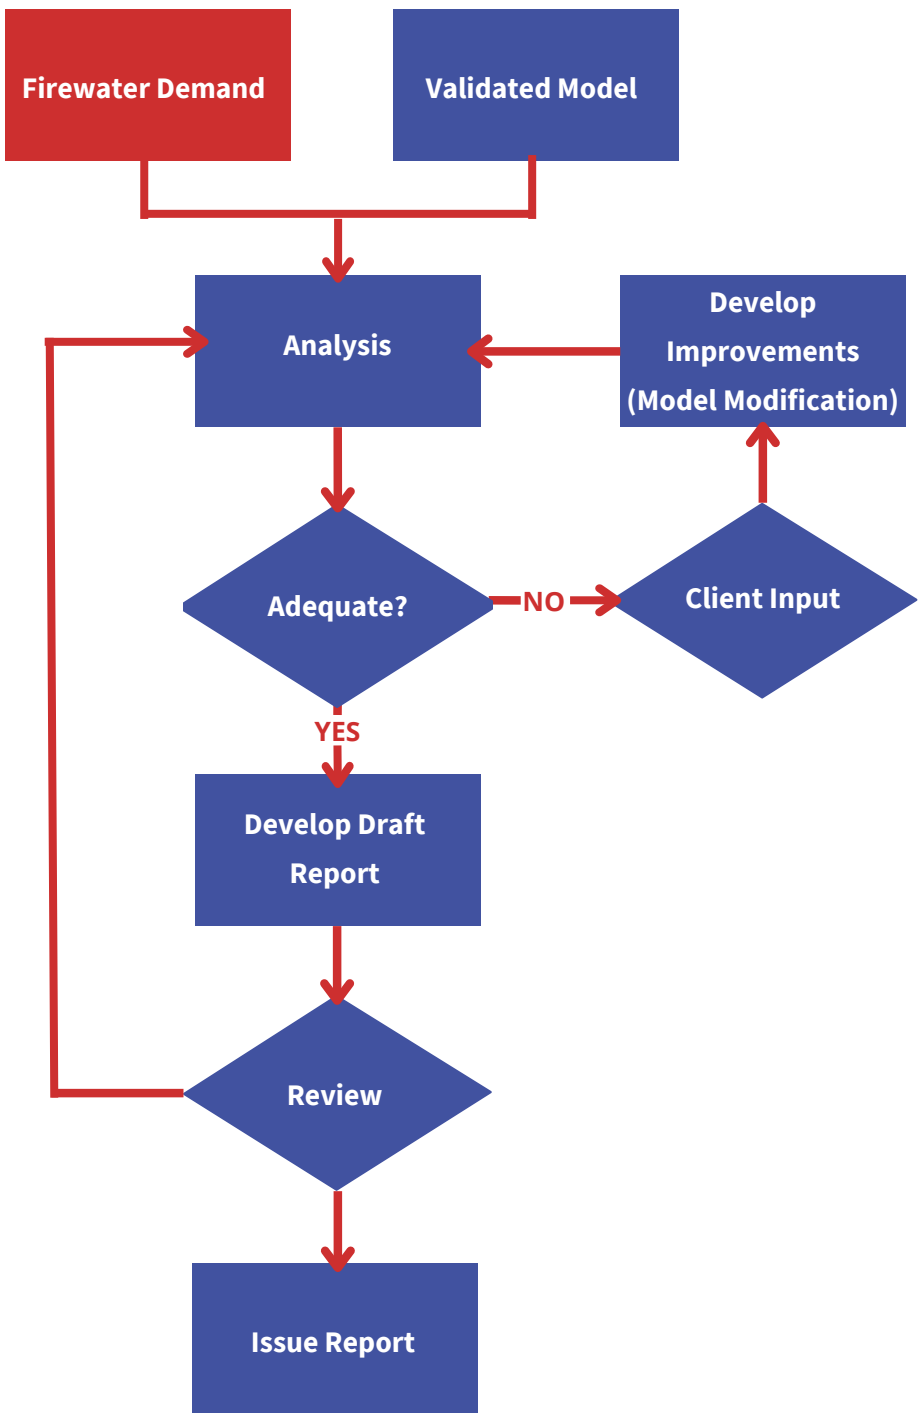 Firewater Demand
Validated Model
Analysis
Develop
Improvements
(Model Modification)
Adequate?
NO
Client Input
YES
Develop Draft
Report
Review
Issue Report